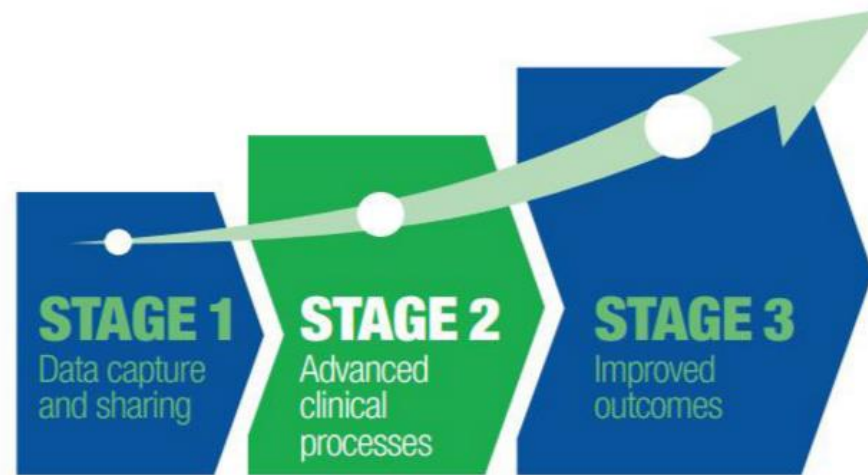 STAGE 1
Data capture
and sharing
STAGE 2
Advanced
clinical
processes
STAGE 3
Improved
outcomes